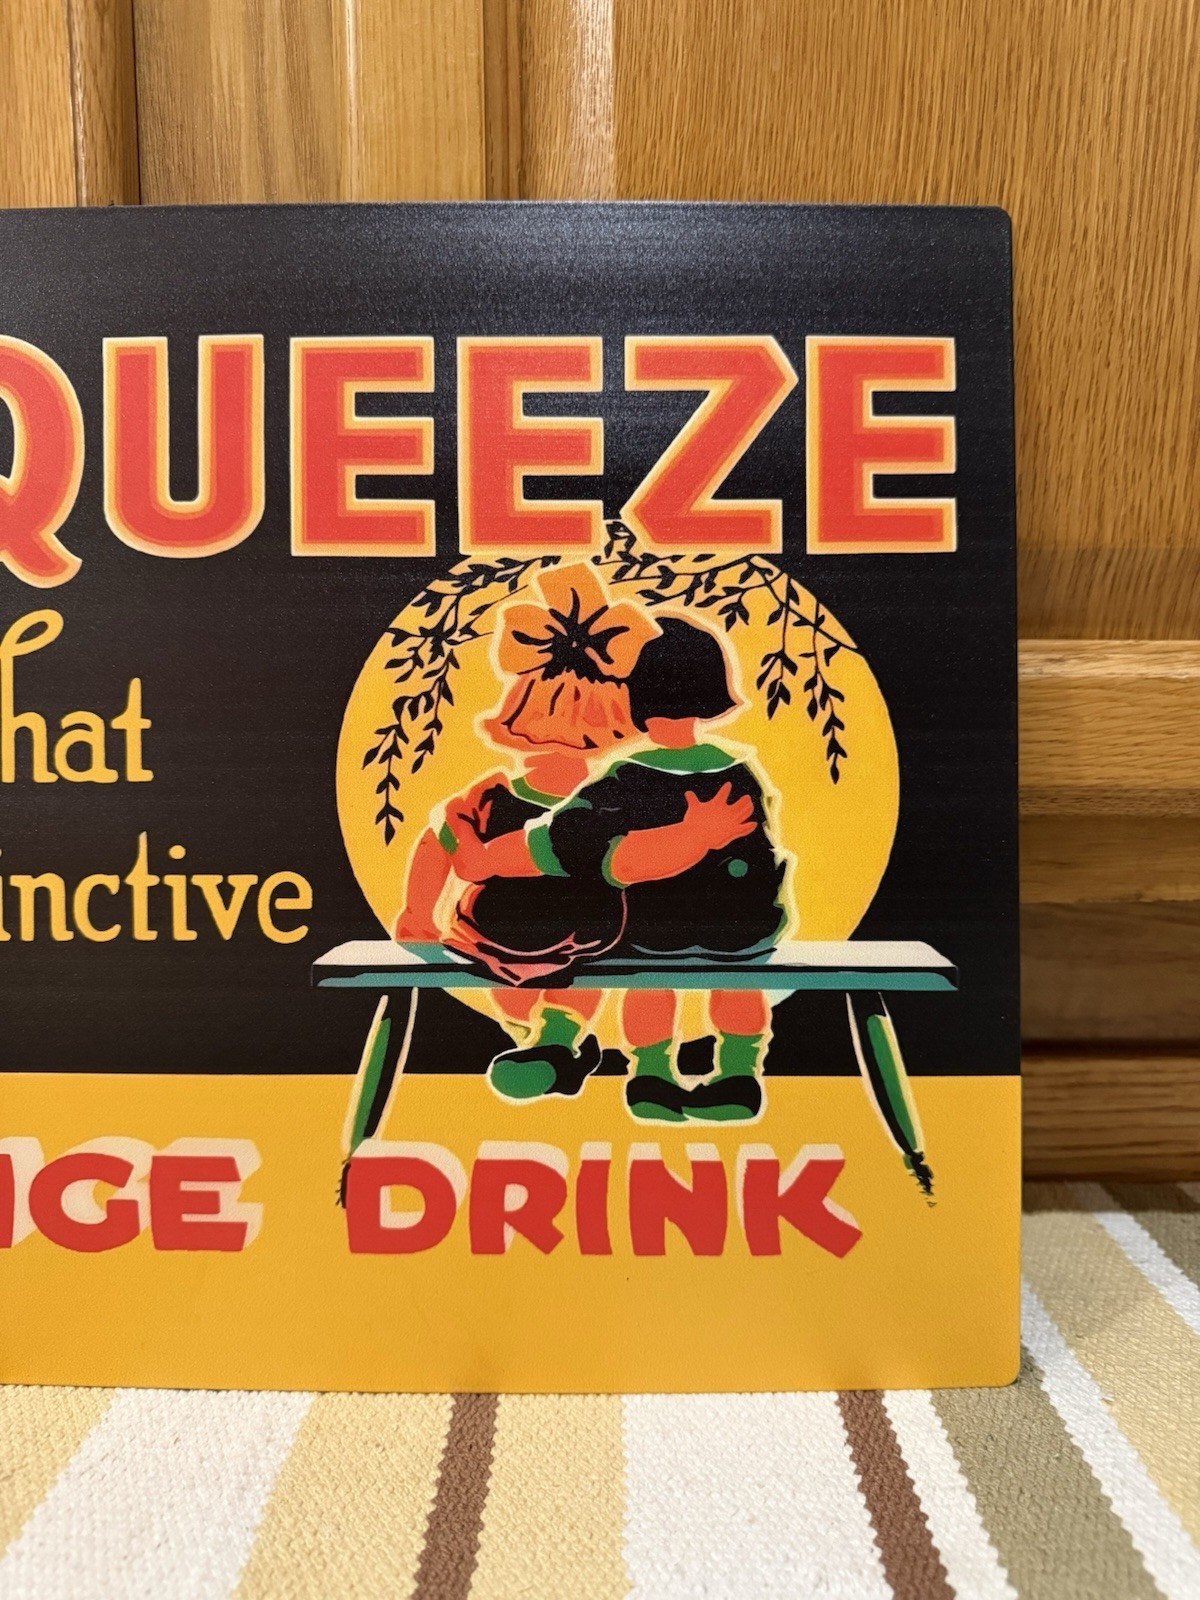 QUEEZE
hat
inctive
NGE DRINK